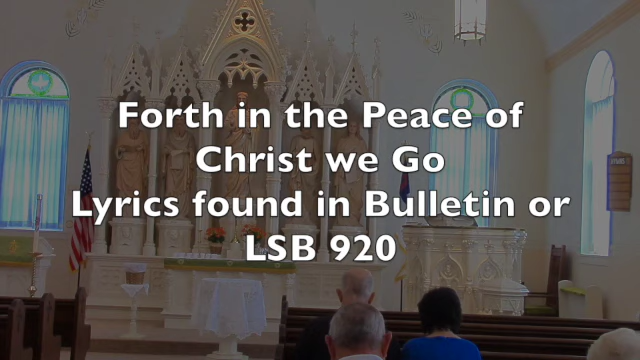 Forth in the Peace of
Christ we Go
Lyrics found in Bulletin or
LSB 920